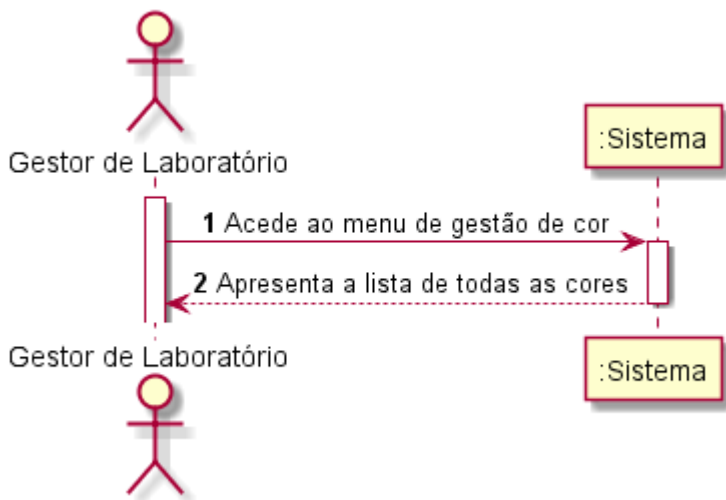 Gestor de Laboratório
:Sistema
1 Acede ao menu de gestão de cor
2 Apresenta a lista de todas as cores
Gestor de Laboratório
:Sistema